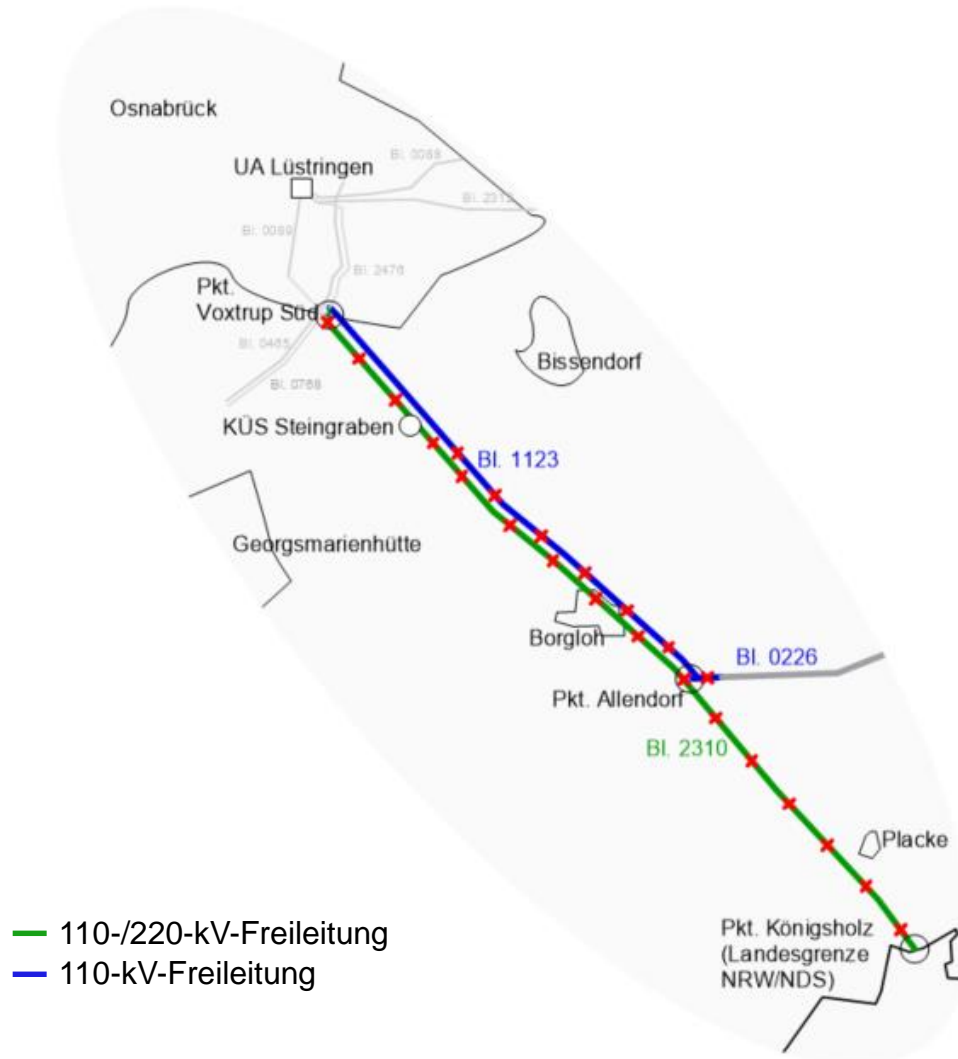 Osnabrück
UA Lüstringen
Bl. 0088
Bl. 2312
Bl. 0089
Bl. 2476
Pkt.
Voxtrup Süd
Bl. 0465
Bl. 0768
Bissendorf
KÜS Steingraben
Bl. 1123
Georgsmarienhütte
Borgloh
Bl. 0226
Pkt. Allendorf
Bl. 2310
Placke
Pkt. Königsholz
(Landesgrenze
NRW/NDS)
110-/220-kV-Freileitung
110-kV-Freileitung